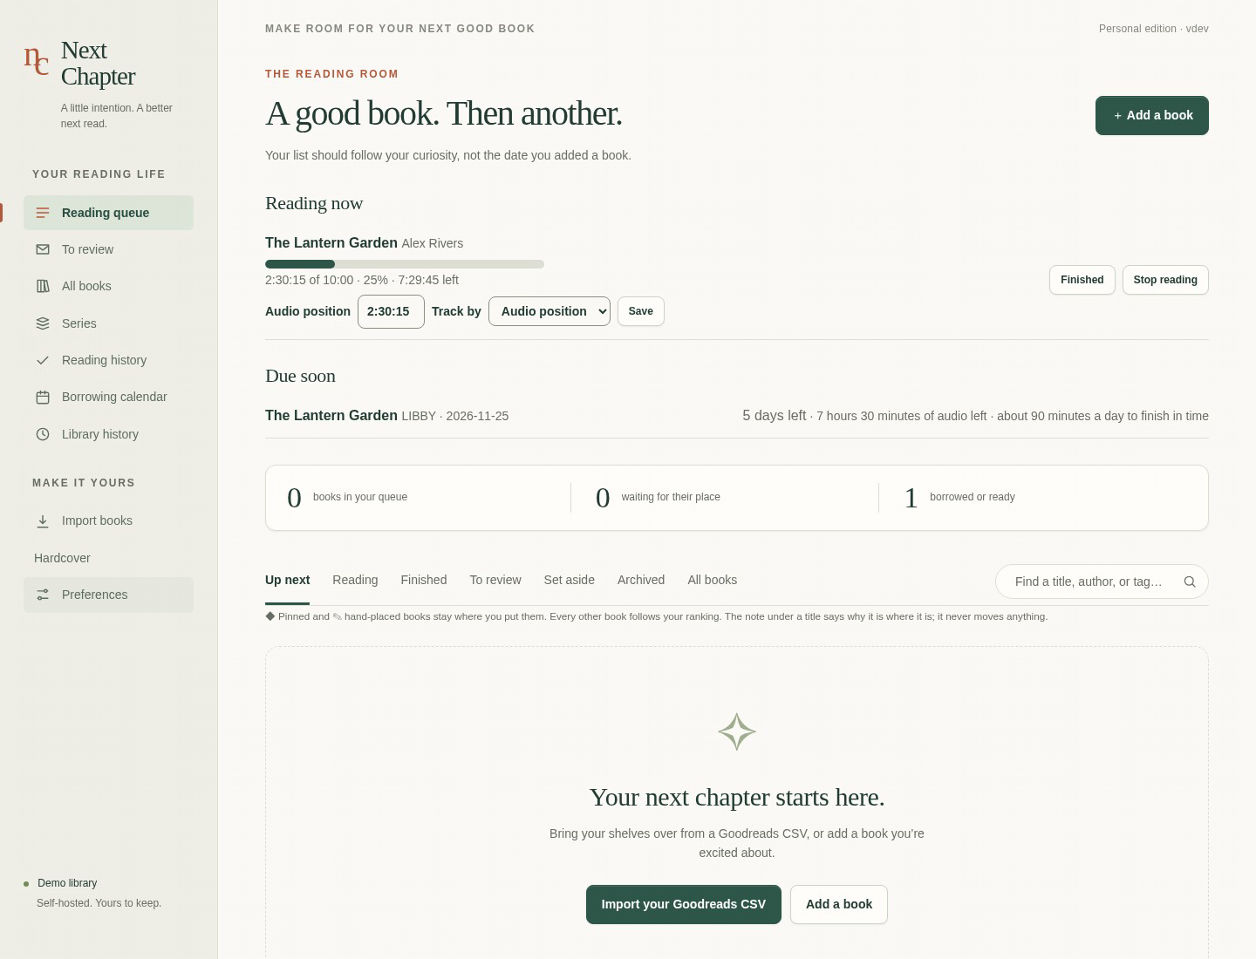 nc
Next
Chapter
A little intention. A better
next read.
YOUR READING LIFE
Reading queue
To review
All books
Series
Reading history
Borrowing calendar
Library history
MAKE IT YOURS
Import books
Hardcover
Preferences
Demo library
Self-hosted. Yours to keep.
MAKE ROOM FOR YOUR NEXT GOOD BOOK
Personal edition · vdev
THE READING ROOM
A good book. Then another.
+ Add a book
Your list should follow your curiosity, not the date you added a book.
Reading now
The Lantern Garden Alex Rivers
2:30:15 of 10:00 · 25% · 7:29:45 left
Finished
Stop reading
Audio position 2:30:15 Track by Audio position Save
Due soon
The Lantern Garden LIBBY · 2026-11-25
5 days left · 7 hours 30 minutes of audio left · about 90 minutes a day to finish in time
0 books in your queue
0 waiting for their place
1 borrowed or ready
Up next Reading Finished To review Set aside Archived All books
Find a title, author, or tag…
◆ Pinned and ✎ hand-placed books stay where you put them. Every other book follows your ranking. The note under a title says why it is where it is; it never moves anything.
Your next chapter starts here.
Bring your shelves over from a Goodreads CSV, or add a book you're
excited about.
Import your Goodreads CSV
Add a book